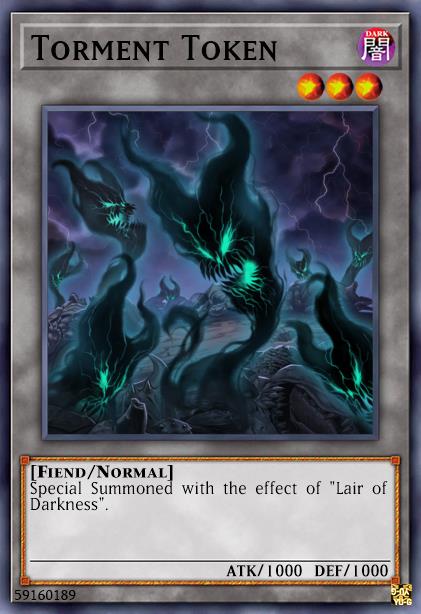 TORMENT TOKEN
DARK
闇
[FIEND/NORMAL]
Special Summoned with the effect of "Lair of
Darkness".
ATK/1000 DEF/1000
59160189